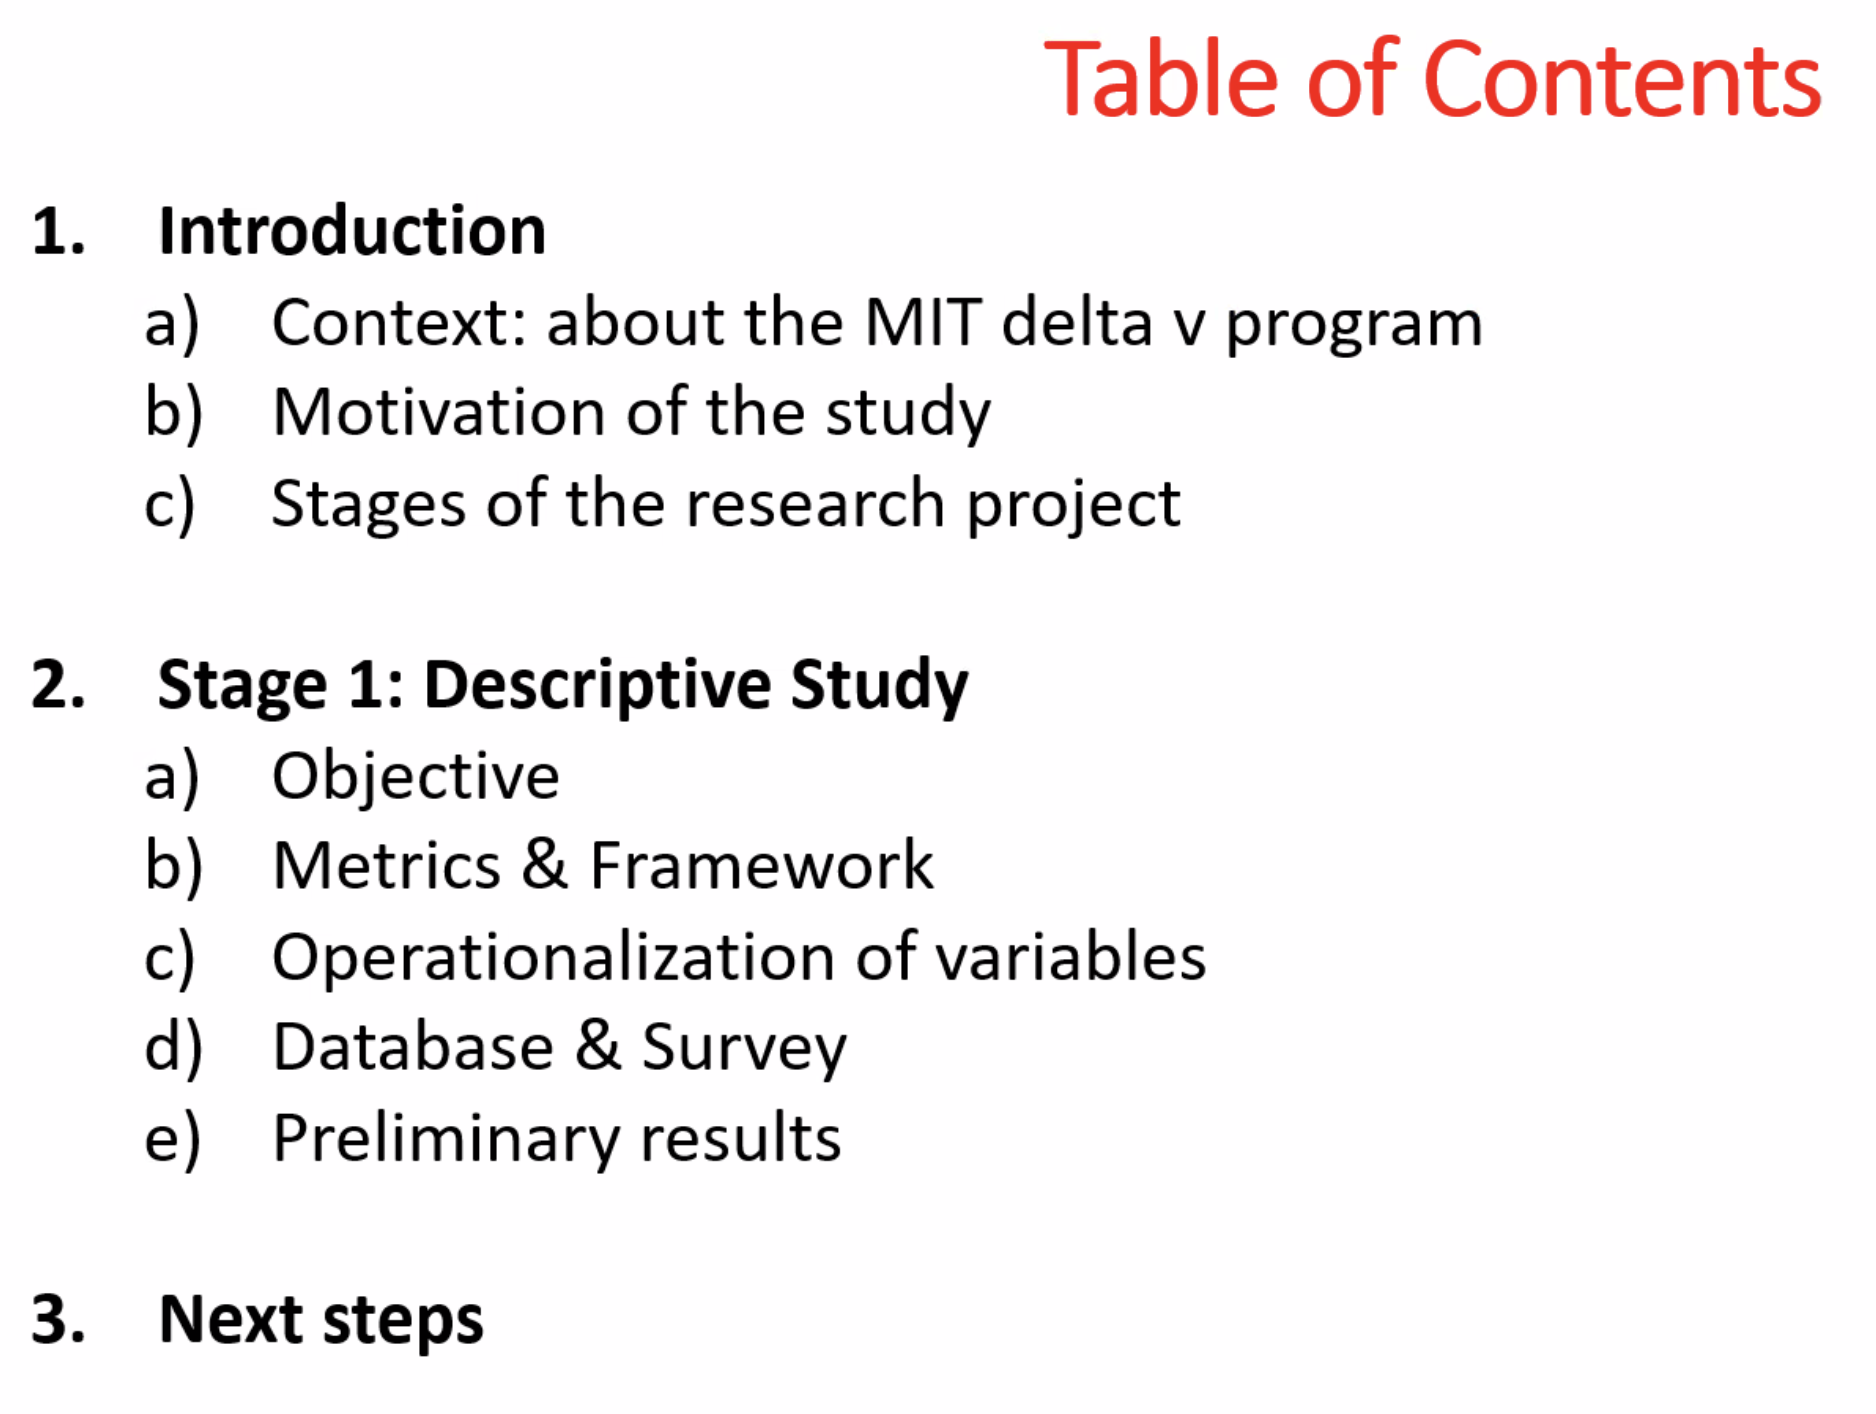 Table of Contents
1. Introduction
a) Context: about the MIT delta v program
b) Motivation of the study
c) Stages of the research project
2. Stage 1: Descriptive Study
a) Objective
b) Metrics & Framework
c) Operationalization of variables
d) Database & Survey
e) Preliminary results
3. Next steps